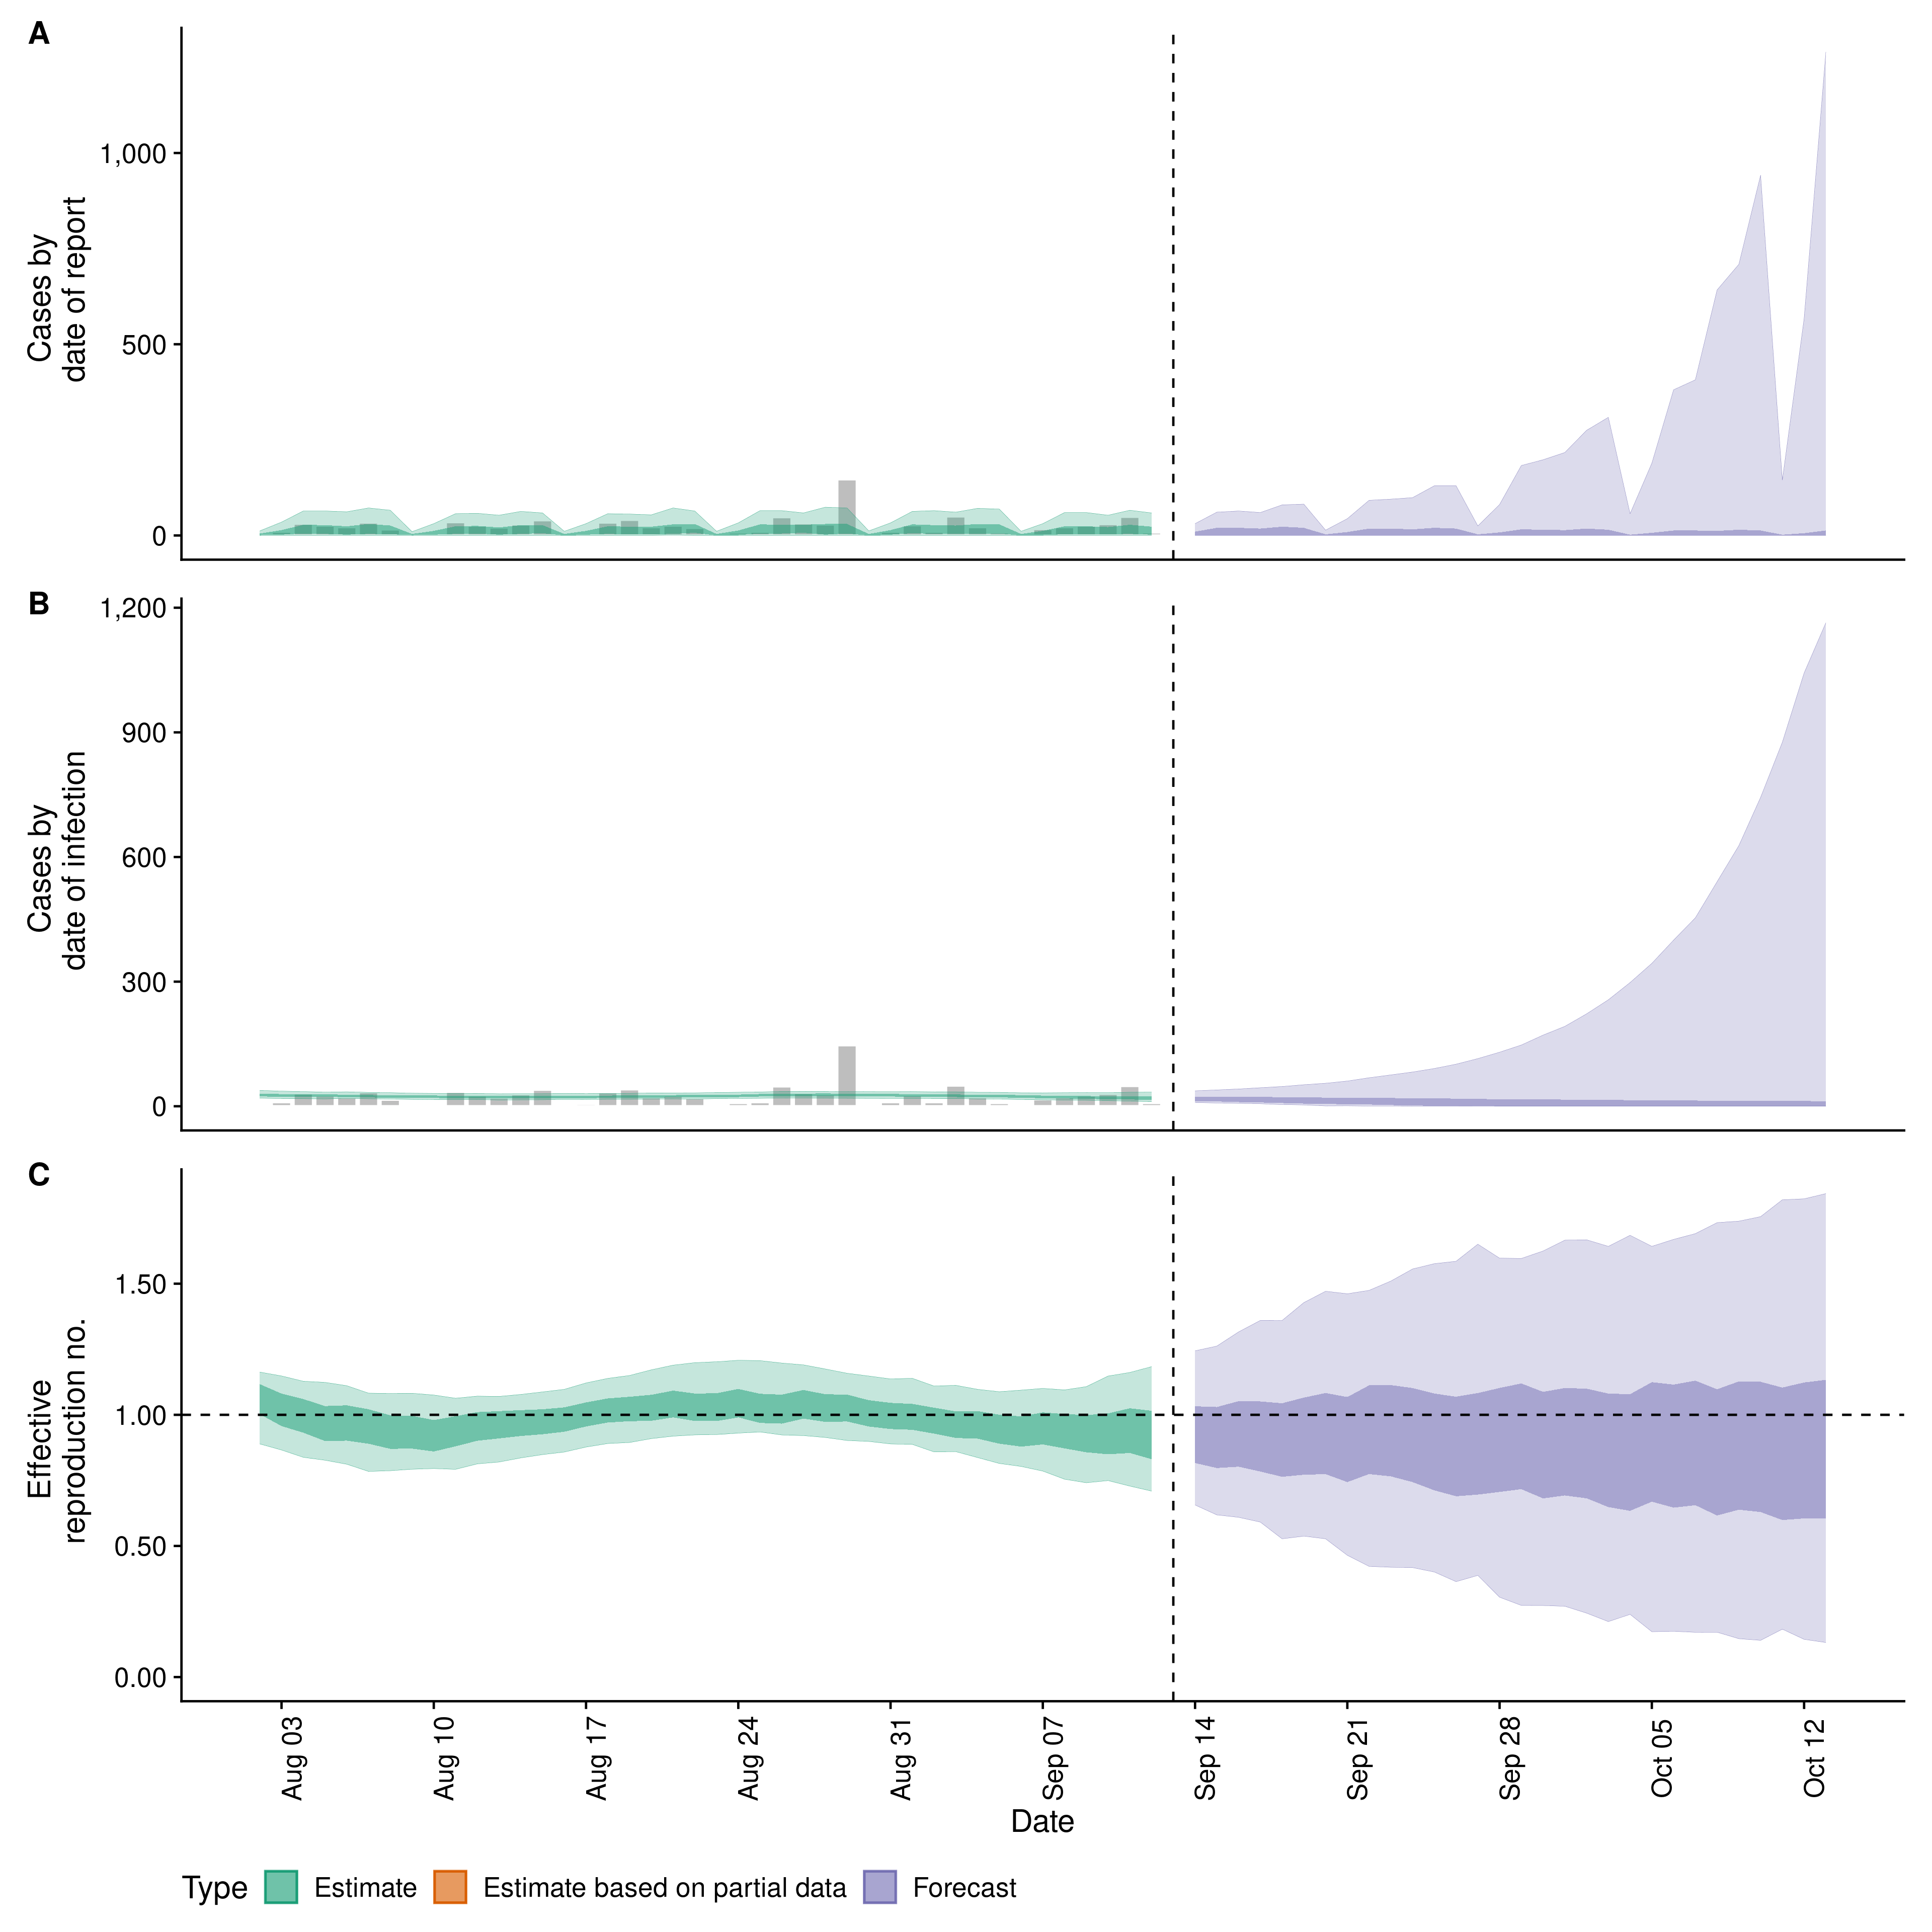 A
Cases by
date of report
1,000
500
0
B
Cases by
date of infection
1,200
900
600
300
0
C
Effective
reproduction no.
1.50
1.00
0.50
0.00
Aug 03
Aug 10
Aug 17
Aug 24
Aug 31
Sep 07
Sep 14
Sep 21
Sep 28
Oct 05
Oct 12
Date
Type Estimate Estimate based on partial data Forecast